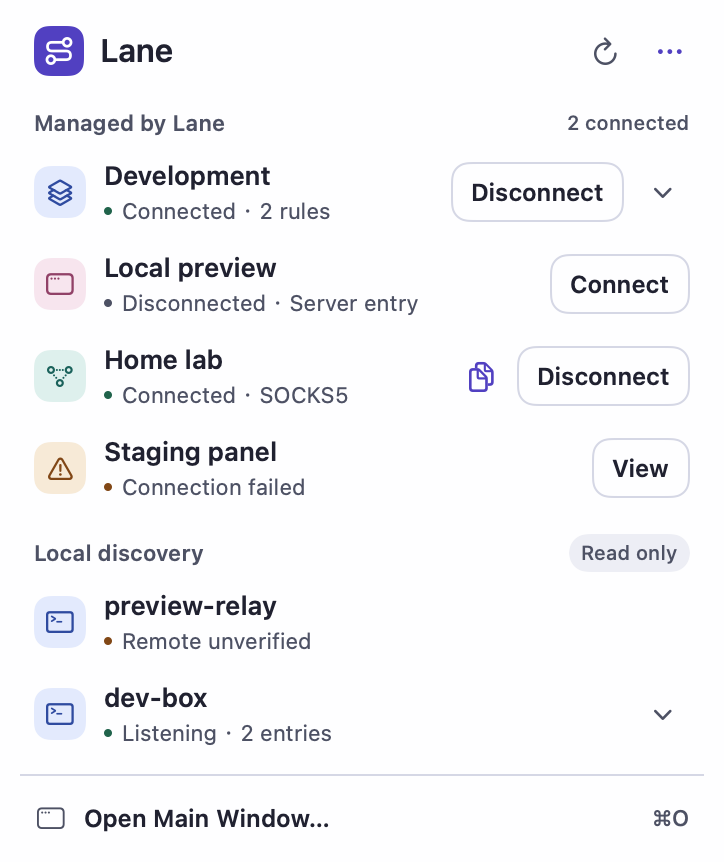 Lane
Managed by Lane 2 connected
Development
Connected · 2 rules
Disconnect
Local preview
Disconnected · Server entry
Connect
Home lab
Connected · SOCKS5
Disconnect
Staging panel
Connection failed
View
Local discovery Read only
preview-relay
Remote unverified
dev-box
Listening · 2 entries
Open Main Window... ⌘O